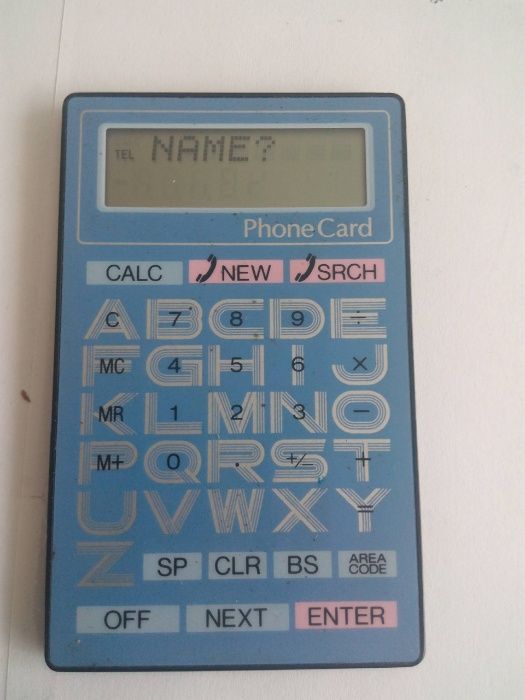 TEL NAME?
PhoneCard
CALC NEW SRCH
A C B 7 C 8 D 9 E ÷
F MC G 4 H 5 I 6 J ×
K MR L 1 M 2 N 3 O −
P M+ Q 0 R . S +/− T +
U V W X Y =
Z SP CLR BS AREA CODE
OFF NEXT ENTER